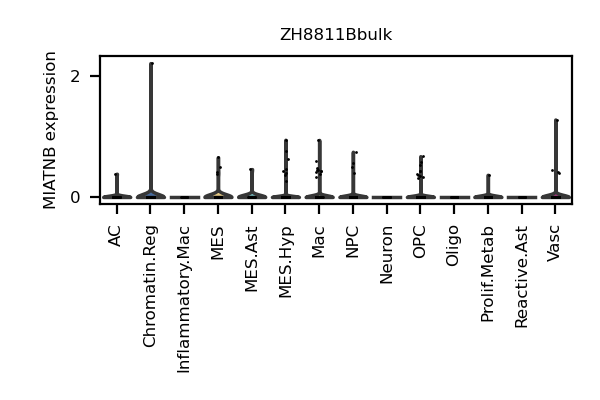 ZH8811Bbulk
MIATNB expression
2
0
AC
Chromatin.Reg
Inflammatory.Mac
MES
MES.Ast
MES.Hyp
Mac
NPC
Neuron
OPC
Oligo
Prolif.Metab
Reactive.Ast
Vasc